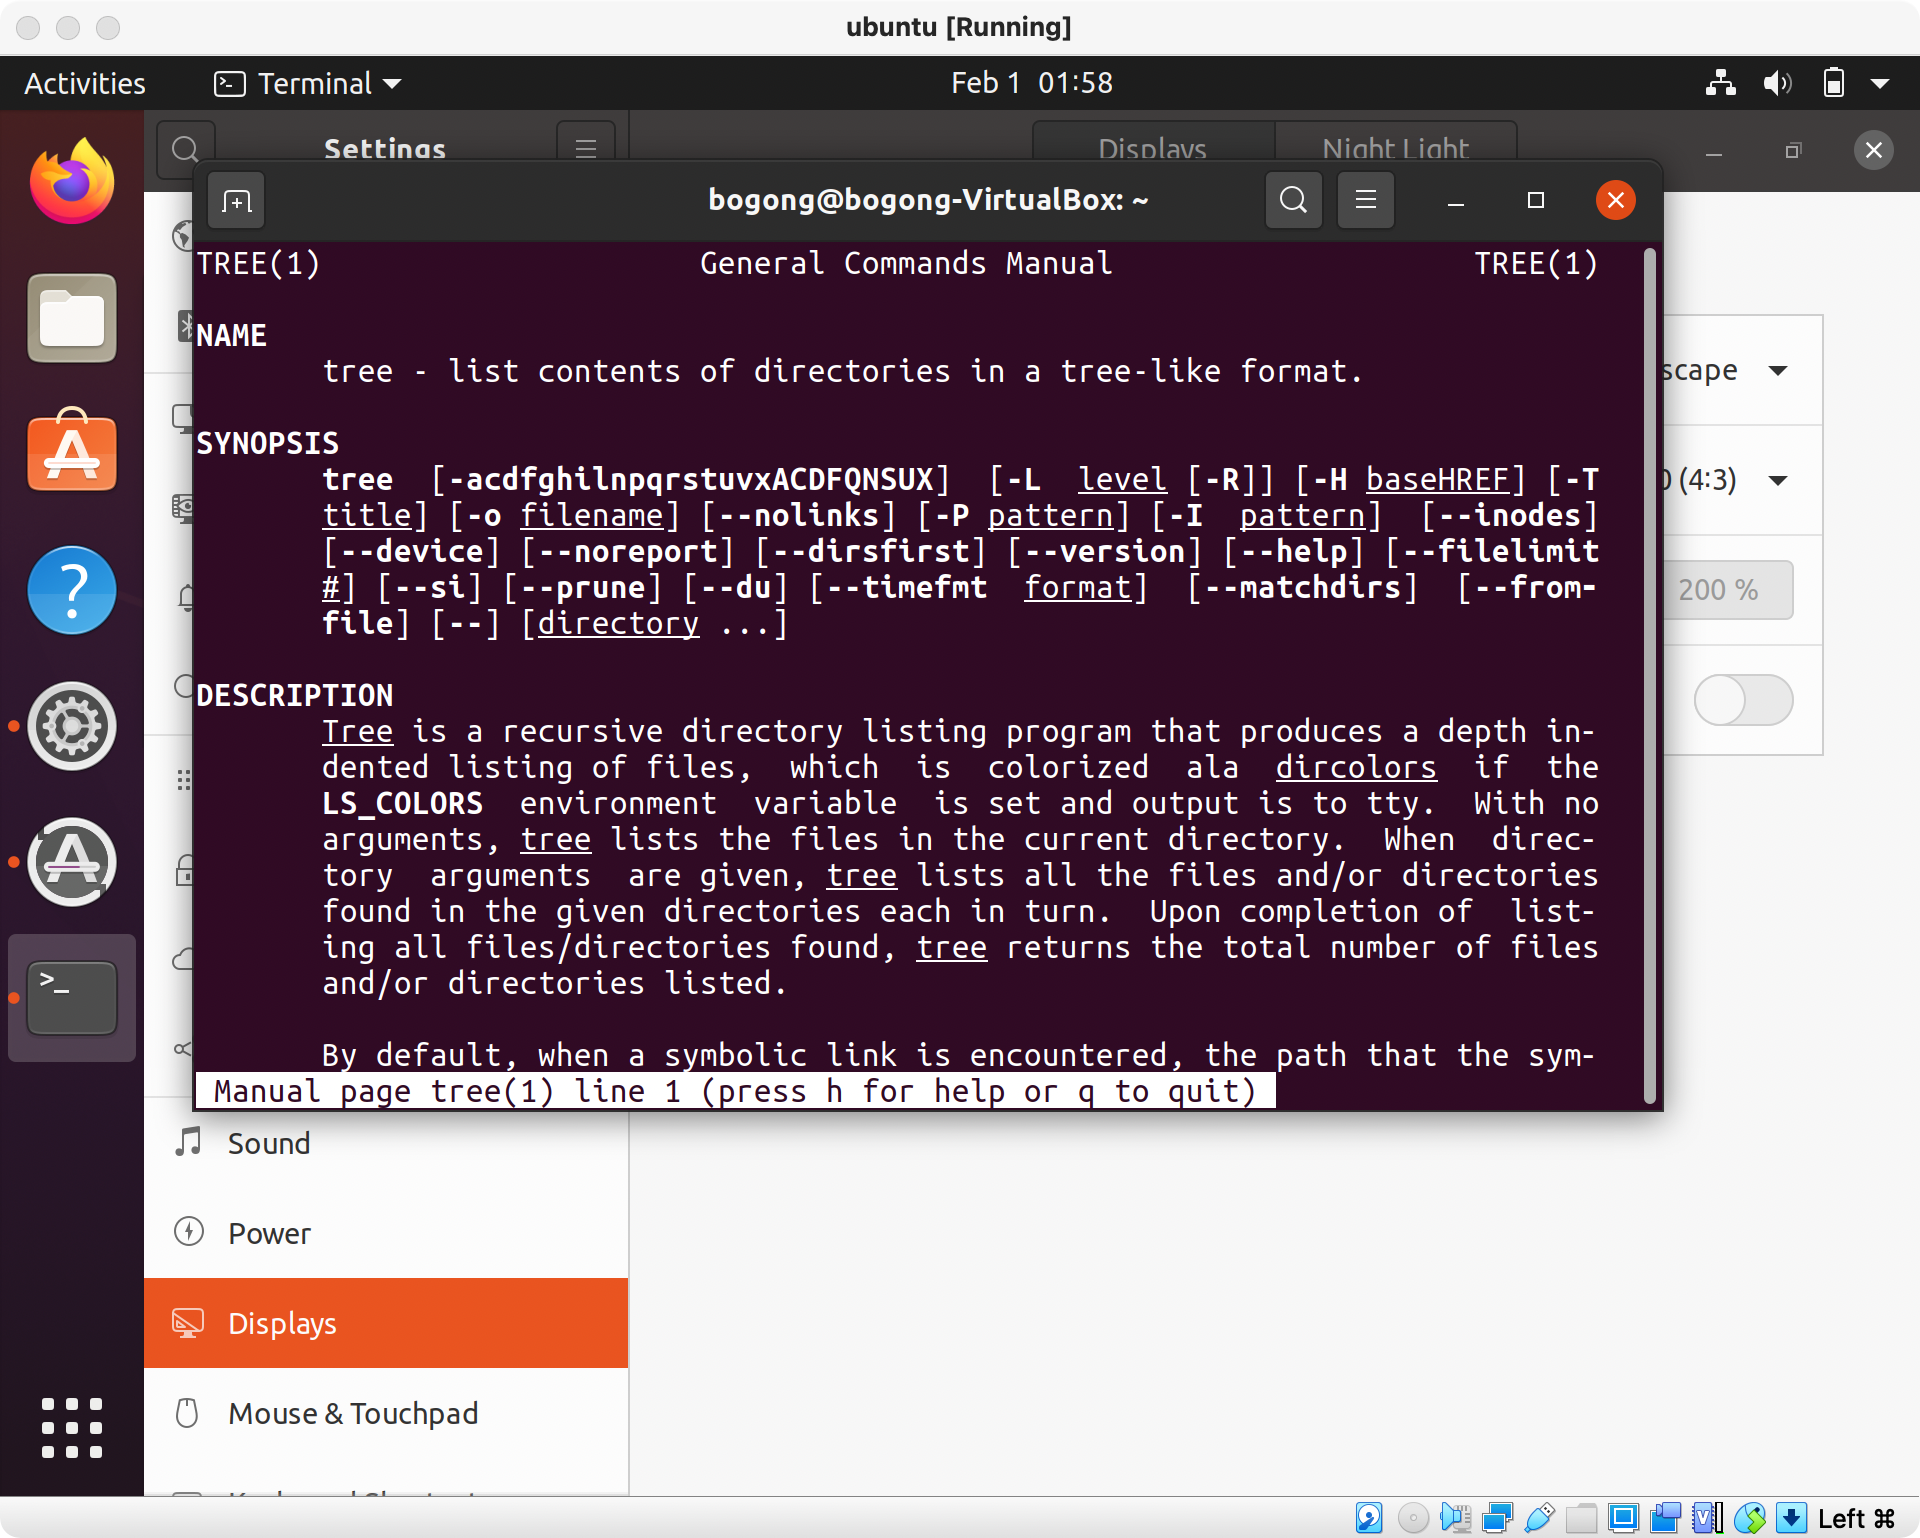 ubuntu [Running]
Activities
Terminal
Feb 1 01:58
Settings
Displays
Night Light
bogong@bogong-VirtualBox: ~
TREE(1) General Commands Manual TREE(1)
NAME
tree - list contents of directories in a tree-like format.
SYNOPSIS
tree [-acdfghilnpqrstuvxACDFQNSUX] [-L level [-R]] [-H baseHREF] [-T
title] [-o filename] [--nolinks] [-P pattern] [-I pattern] [--inodes]
[--device] [--noreport] [--dirsfirst] [--version] [--help] [--filelimit
#] [--si] [--prune] [--du] [--timefmt format] [--matchdirs] [--from-
file] [--] [directory ...]
DESCRIPTION
Tree is a recursive directory listing program that produces a depth in-
dented listing of files, which is colorized ala dircolors if the
LS_COLORS environment variable is set and output is to tty. With no
arguments, tree lists the files in the current directory. When direc-
tory arguments are given, tree lists all the files and/or directories
found in the given directories each in turn. Upon completion of list-
ing all files/directories found, tree returns the total number of files
and/or directories listed.
By default, when a symbolic link is encountered, the path that the sym-
Manual page tree(1) line 1 (press h for help or q to quit)
scape
(4:3)
200 %
Sound
Power
Displays
Mouse & Touchpad
Left ⌘